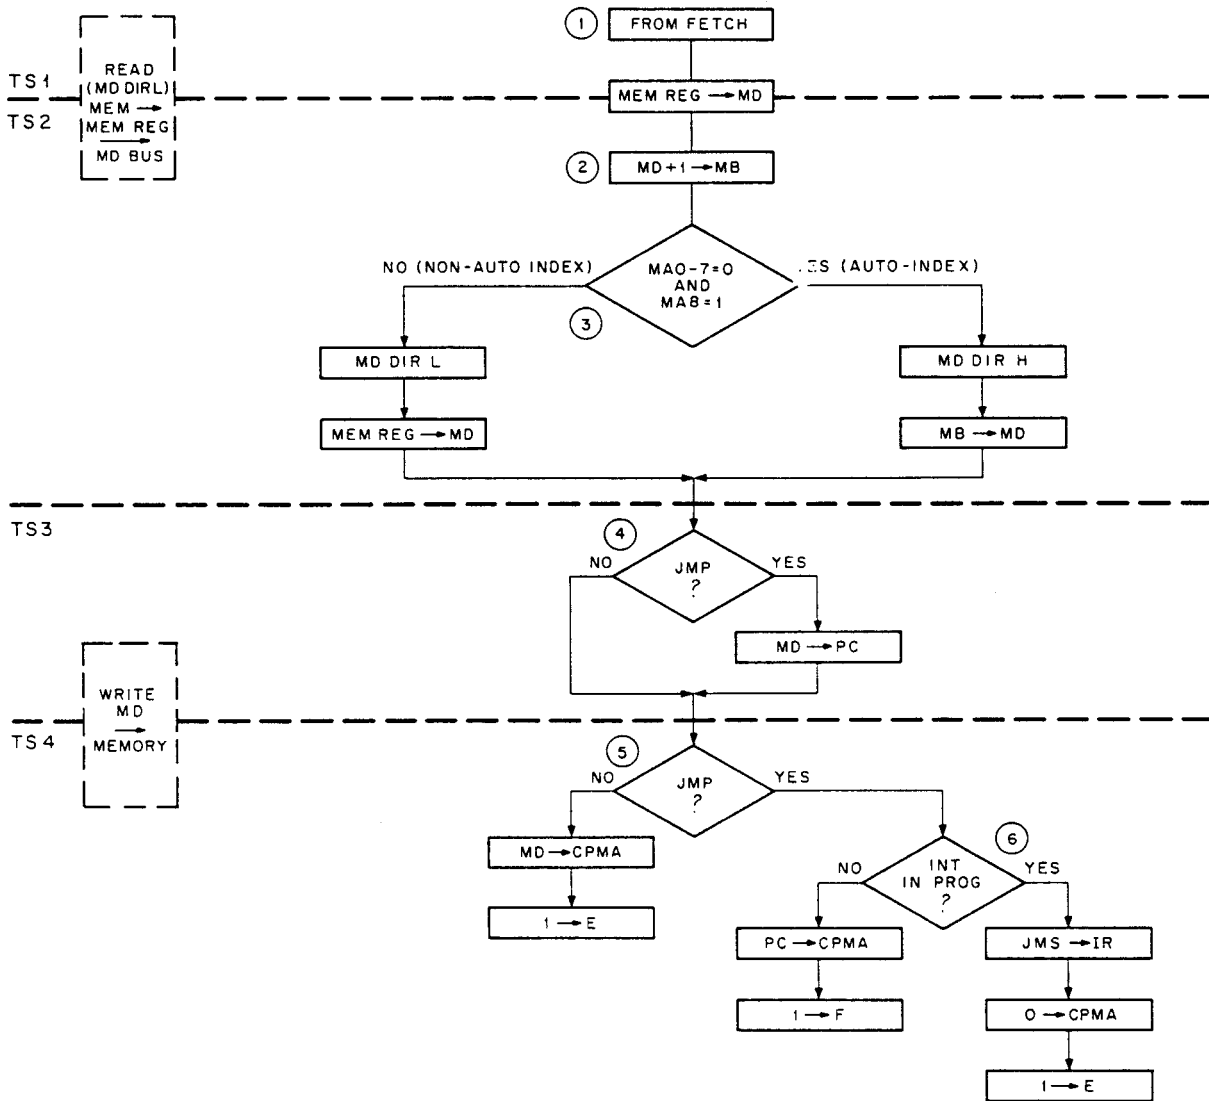 1
FROM FETCH
TS1
READ
(MD DIRL)
MEM →
MEM REG
→
MD BUS
MEM REG → MD
TS2
2
MD+1 → MB
NO (NON-AUTO INDEX)
MA0-7=0
AND
MA8=1
(AUTO-INDEX)
3
MD DIR L
MD DIR H
MEM REG → MD
MB → MD
TS3
4
NO
JMP
?
YES
MD → PC
WRITE
MD
→
MEMORY
TS4
5
NO
JMP
?
YES
MD → CPMA
6
NO
INT
IN PROG
?
YES
1 → E
PC → CPMA
JMS → IR
1 → F
0 → CPMA
1 → E